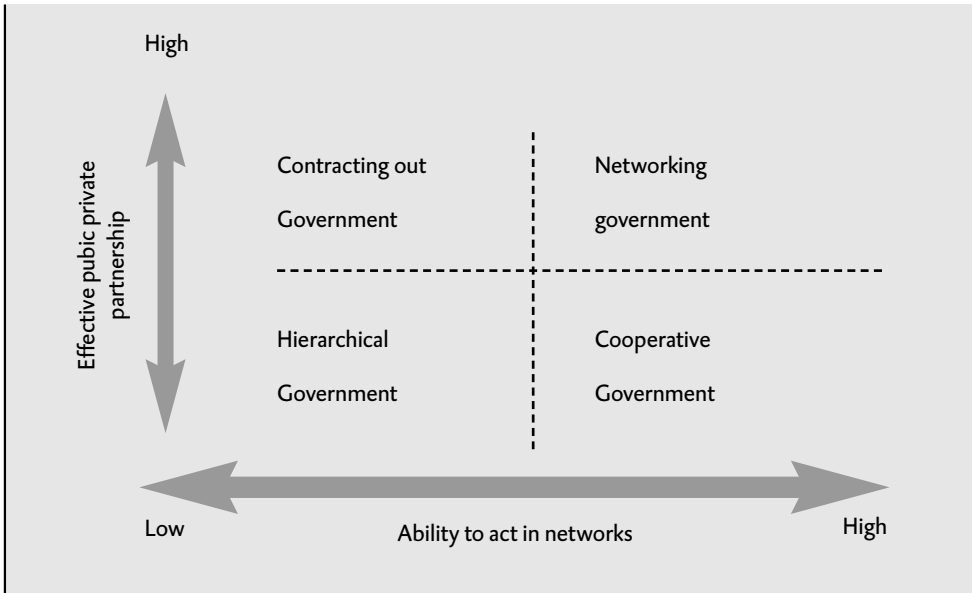 High
Effective pubic private
partnership
Contracting out
Government
Networking
government
Hierarchical
Government
Cooperative
Government
Low
Ability to act in networks
High